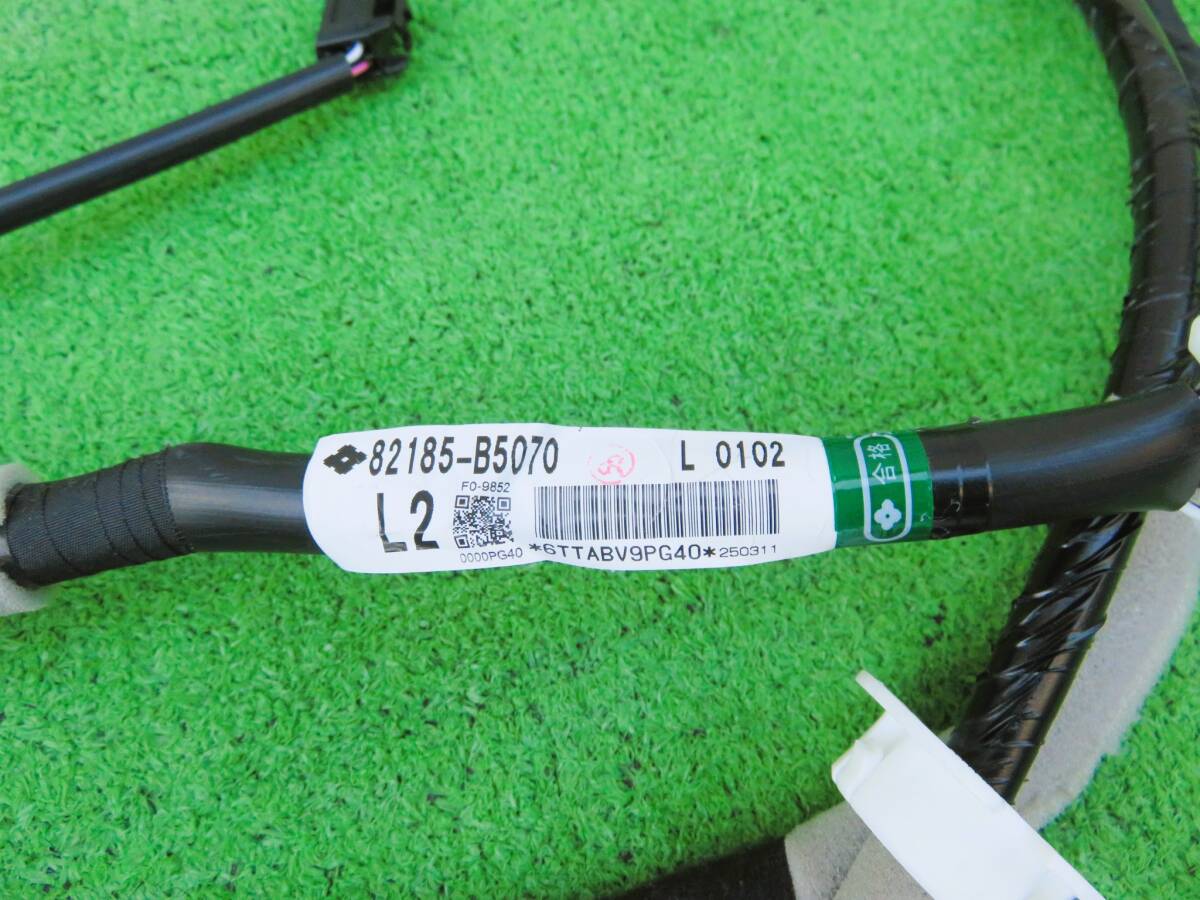 82185-B5070 L 0102
L2
F0-9852
0000PG40
*6TTABV9PG40*250311
合格